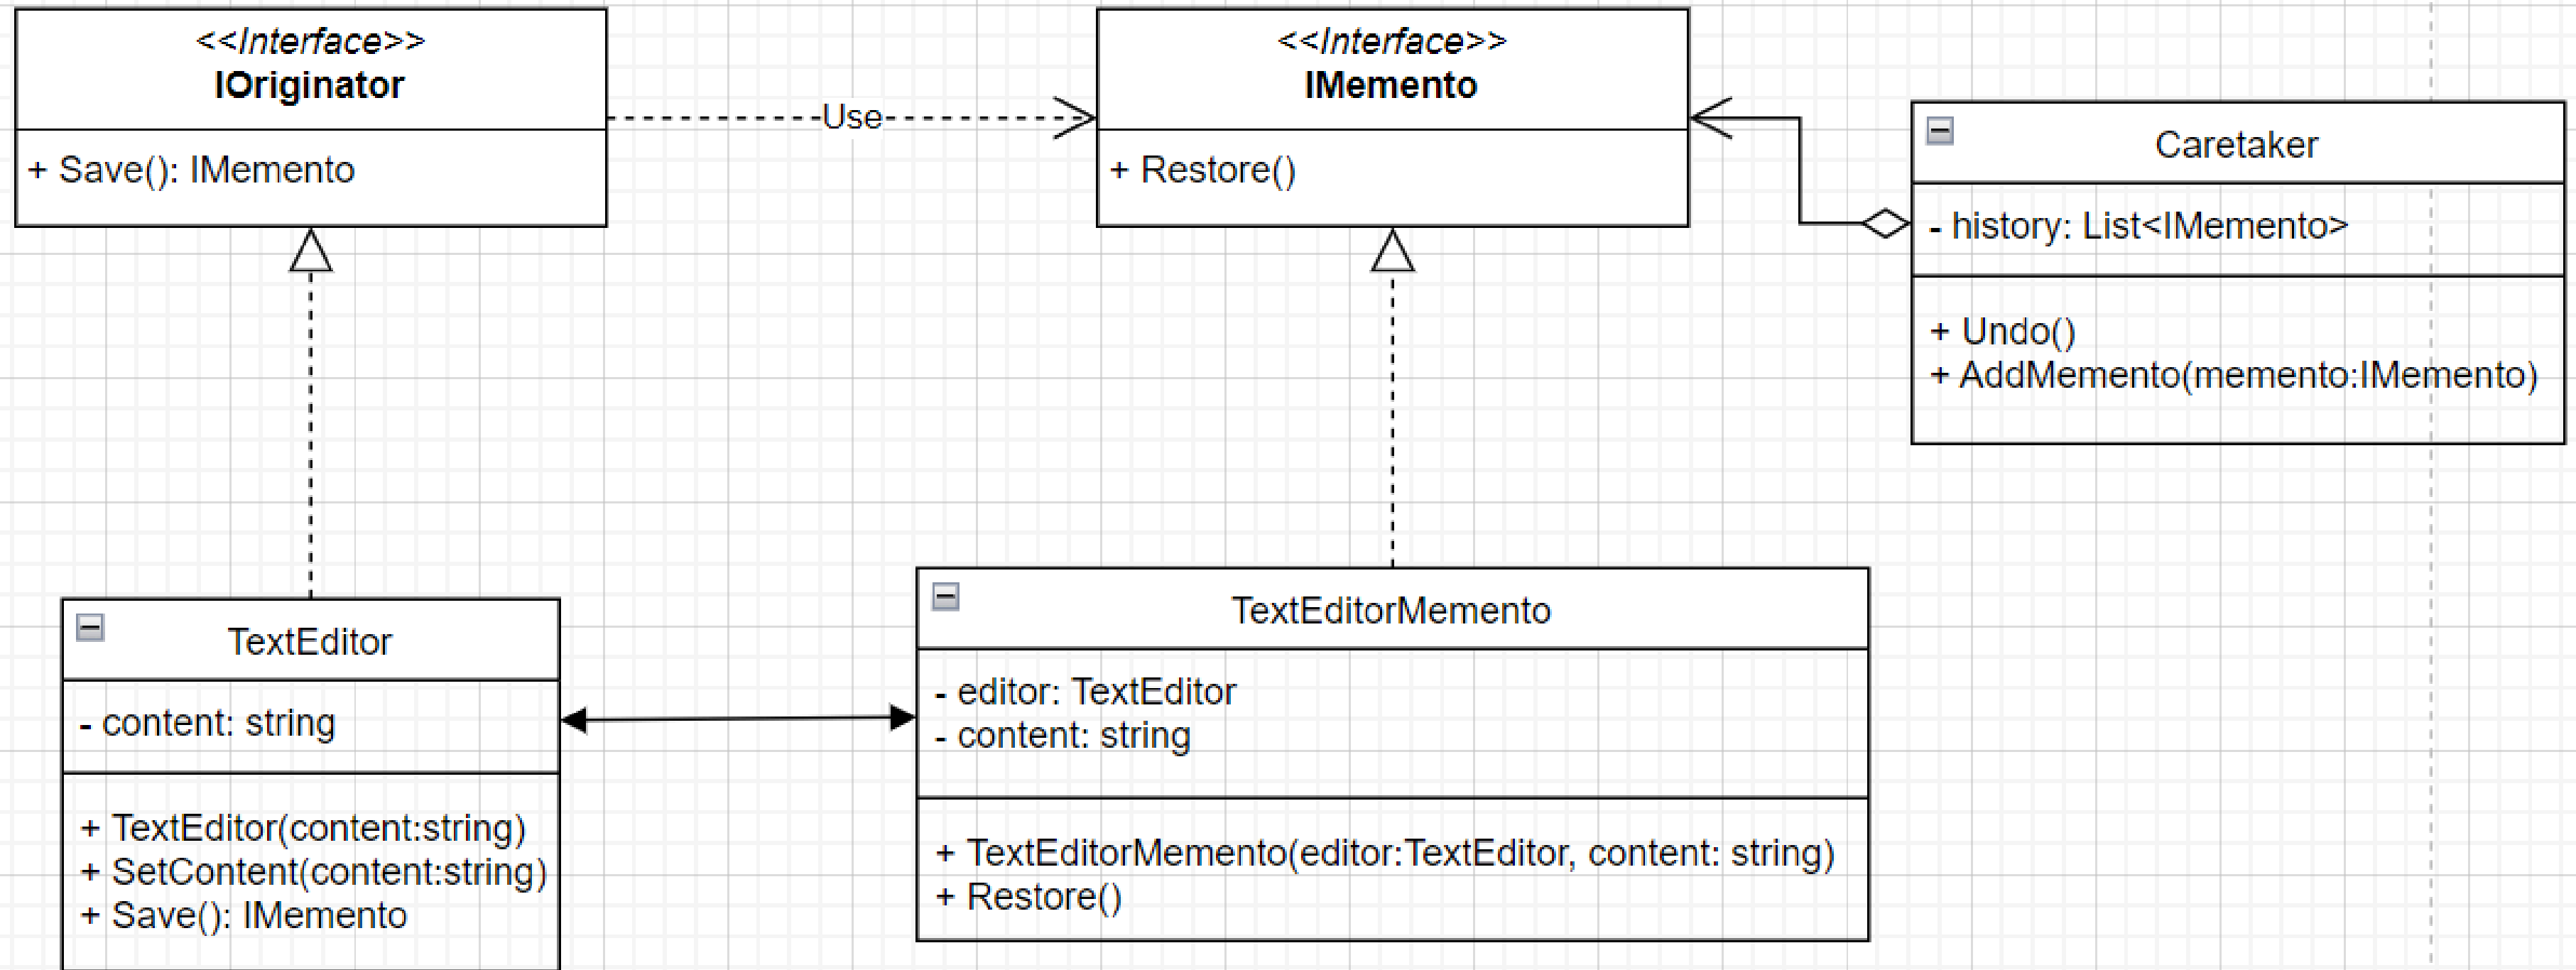 <<Interface>>
IOriginator
+ Save(): IMemento
Use
<<Interface>>
IMemento
+ Restore()
Caretaker
- history: List<IMemento>
+ Undo()
+ AddMemento(memento:IMemento)
TextEditor
- content: string
+ TextEditor(content:string)
+ SetContent(content:string)
+ Save(): IMemento
TextEditorMemento
- editor: TextEditor
- content: string
+ TextEditorMemento(editor:TextEditor, content: string)
+ Restore()